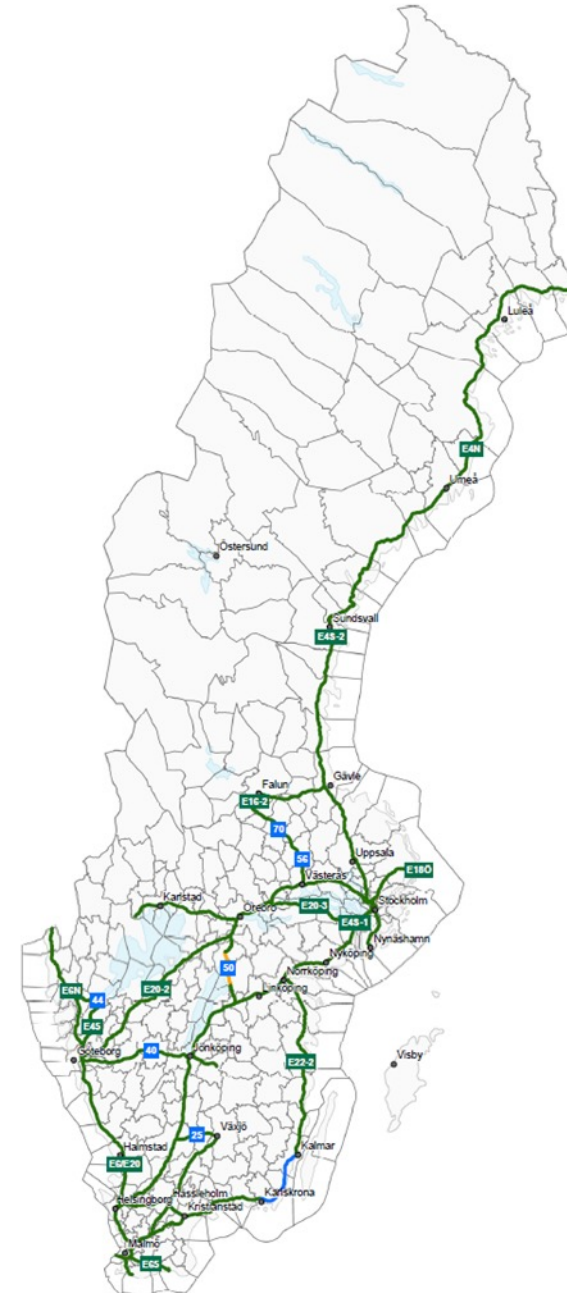 Luleå
E4N
Umeå
Östersund
Sundsvall
E4S-2
Gävle
Falun
E16-2
70
Uppsala
56
E18Ö
Västerås
Karlstad
Örebro
E20-3
Stockholm
E4S-1
Nynäshamn
Nyköping
50
Norrköping
E6N
44
E20-2
Linköping
E45
40
Jönköping
Göteborg
E22-2
Visby
25
Växjö
Halmstad
Kalmar
E6/E20
Hässleholm
Helsingborg
Karlskrona
Kristianstad
Malmö
E6S